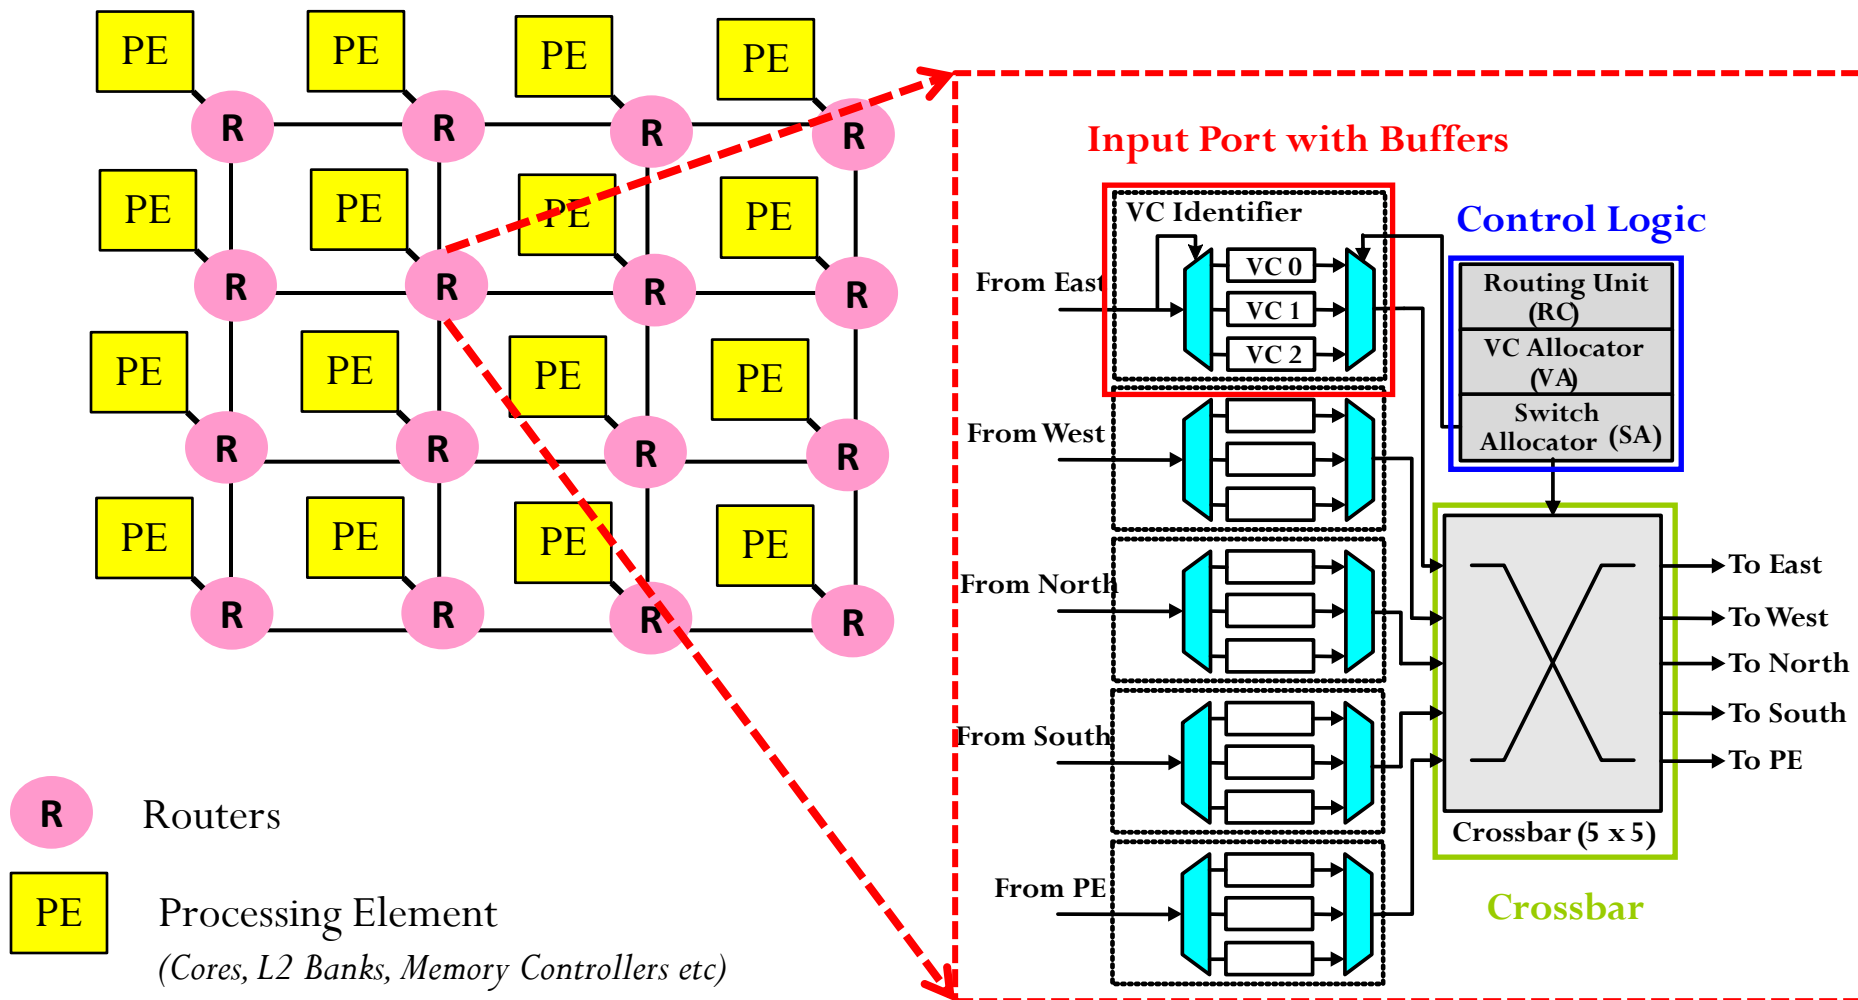 PE PE PE PE
R R R R
PE PE PE PE
R R R R
PE PE PE PE
R R R R
PE PE PE PE
R R R R
R Routers
PE Processing Element
(Cores, L2 Banks, Memory Controllers etc)
Input Port with Buffers
VC Identifier
From East
VC 0
VC 1
VC 2
From West
From North
From South
From PE
Control Logic
Routing Unit
(RC)
VC Allocator
(VA)
Switch
Allocator (SA)
To East
To West
To North
To South
To PE
Crossbar (5 x 5)
Crossbar